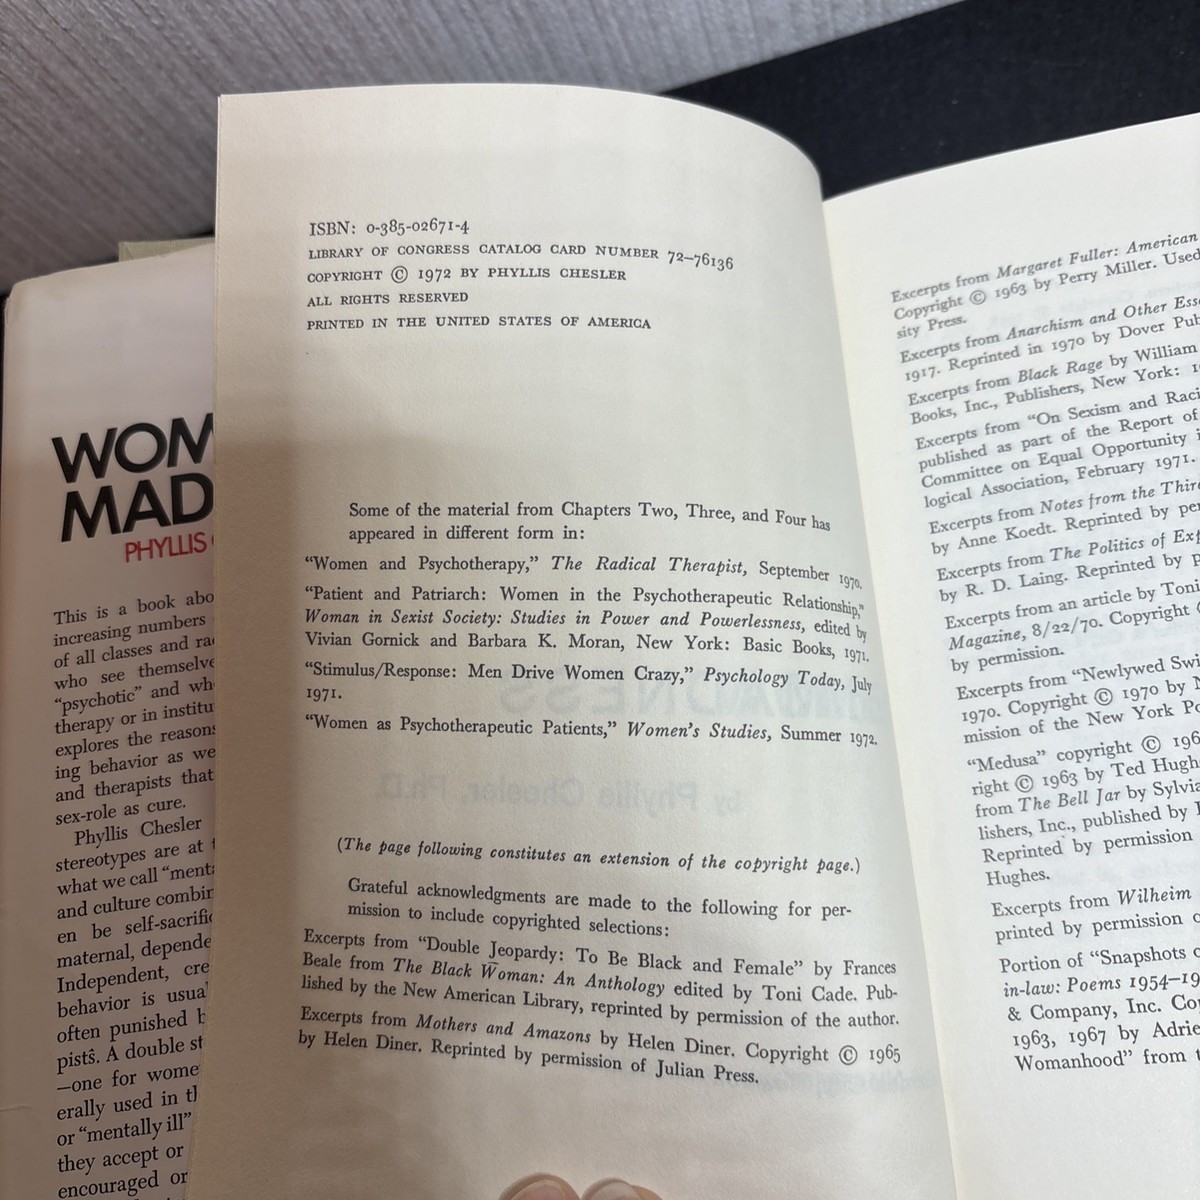 WOM
MAD
PHYLLIS
This is a book abo
increasing numbers
of all classes and ra
who see themselve
"psychotic" and wh
therapy or in institu
explores the reasons
ing behavior as we
and therapists that
sex-role as cure.
Phyllis Chesler
stereotypes are at
what we call "ment
and culture combin
en be self-sacrific
maternal, depende
Independent, cre
behavior is usua
often punished b
pists. A double st
—one for wome
erally used in th
or "mentally ill"
they accept or
encouraged or
ISBN: 0-385-02671-4
LIBRARY OF CONGRESS CATALOG CARD NUMBER 72–76136
COPYRIGHT © 1972 BY PHYLLIS CHESLER
ALL RIGHTS RESERVED
PRINTED IN THE UNITED STATES OF AMERICA
Some of the material from Chapters Two, Three, and Four has
appeared in different form in:
"Women and Psychotherapy," The Radical Therapist, September 1970.
"Patient and Patriarch: Women in the Psychotherapeutic Relationship,"
Woman in Sexist Society: Studies in Power and Powerlessness, edited by
Vivian Gornick and Barbara K. Moran, New York: Basic Books, 1971.
"Stimulus/Response: Men Drive Women Crazy," Psychology Today, July
1971.
"Women as Psychotherapeutic Patients," Women's Studies, Summer 1972.
(The page following constitutes an extension of the copyright page.)
Grateful acknowledgments are made to the following for per-
mission to include copyrighted selections:
Excerpts from "Double Jeopardy: To Be Black and Female" by Frances
Beale from The Black Woman: An Anthology edited by Toni Cade. Pub-
lished by the New American Library, reprinted by permission of the author.
Excerpts from Mothers and Amazons by Helen Diner. Copyright © 1965
by Helen Diner. Reprinted by permission of Julian Press.
Excerpts from Margaret Fuller: American
Copyright © 1963 by Perry Miller. Used
sity Press.
Excerpts from Anarchism and Other Ess
1917. Reprinted in 1970 by Dover Pub
Excerpts from Black Rage by William
Books, Inc., Publishers, New York: 1
Excerpts from "On Sexism and Raci
published as part of the Report of
Committee on Equal Opportunity i
logical Association, February 1971.
Excerpts from Notes from the Third
by Anne Koedt. Reprinted by per
Excerpts from The Politics of Exp
by R. D. Laing. Reprinted by p
Excerpts from an article by Toni
Magazine, 8/22/70. Copyright ©
by permission.
Excerpts from "Newlywed Swi
1970. Copyright © 1970 by N
mission of the New York Po
"Medusa" copyright © 196
right © 1963 by Ted Hugh
from The Bell Jar by Sylvia
lishers, Inc., published by
Reprinted by permission
Hughes.
Excerpts from Wilheim
printed by permission o
Portion of "Snapshots o
in-law: Poems 1954–19
& Company, Inc. Co
1963, 1967 by Adrie
Womanhood" from t